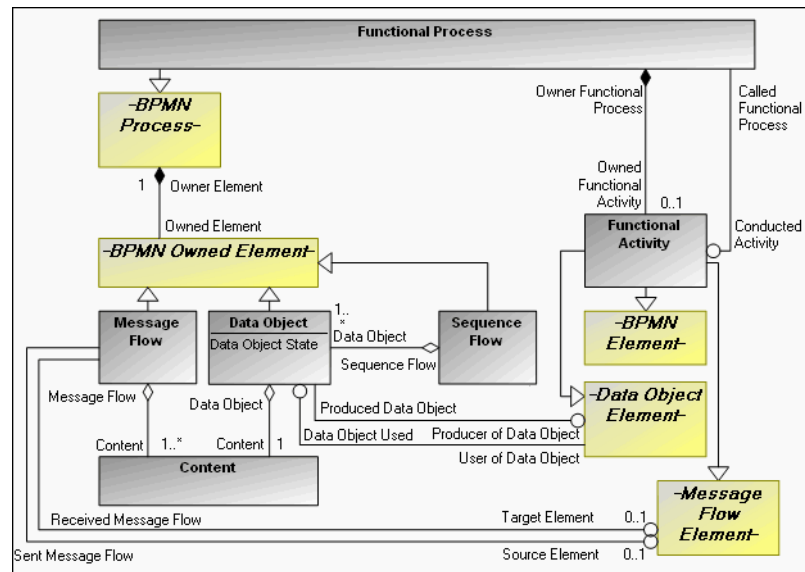 Functional Process
-BPMN
Process-
Owner Functional
Process
Called
Functional
Process
1
Owner Element
Owned
Functional
Activity
0..1
Owned Element
Functional
Activity
Conducted
Activity
-BPMN Owned Element-
Message
Flow
Data Object
Data Object State
1..
*
Data Object
Sequence Flow
Sequence
Flow
-BPMN
Element-
Message Flow
Data Object
Produced Data Object
-Data Object
Element-
Content
1..*
Content
1
Data Object Used
Producer of Data Object
User of Data Object
Content
-Message
Flow
Element-
Received Message Flow
Target Element
0..1
Sent Message Flow
Source Element
0..1